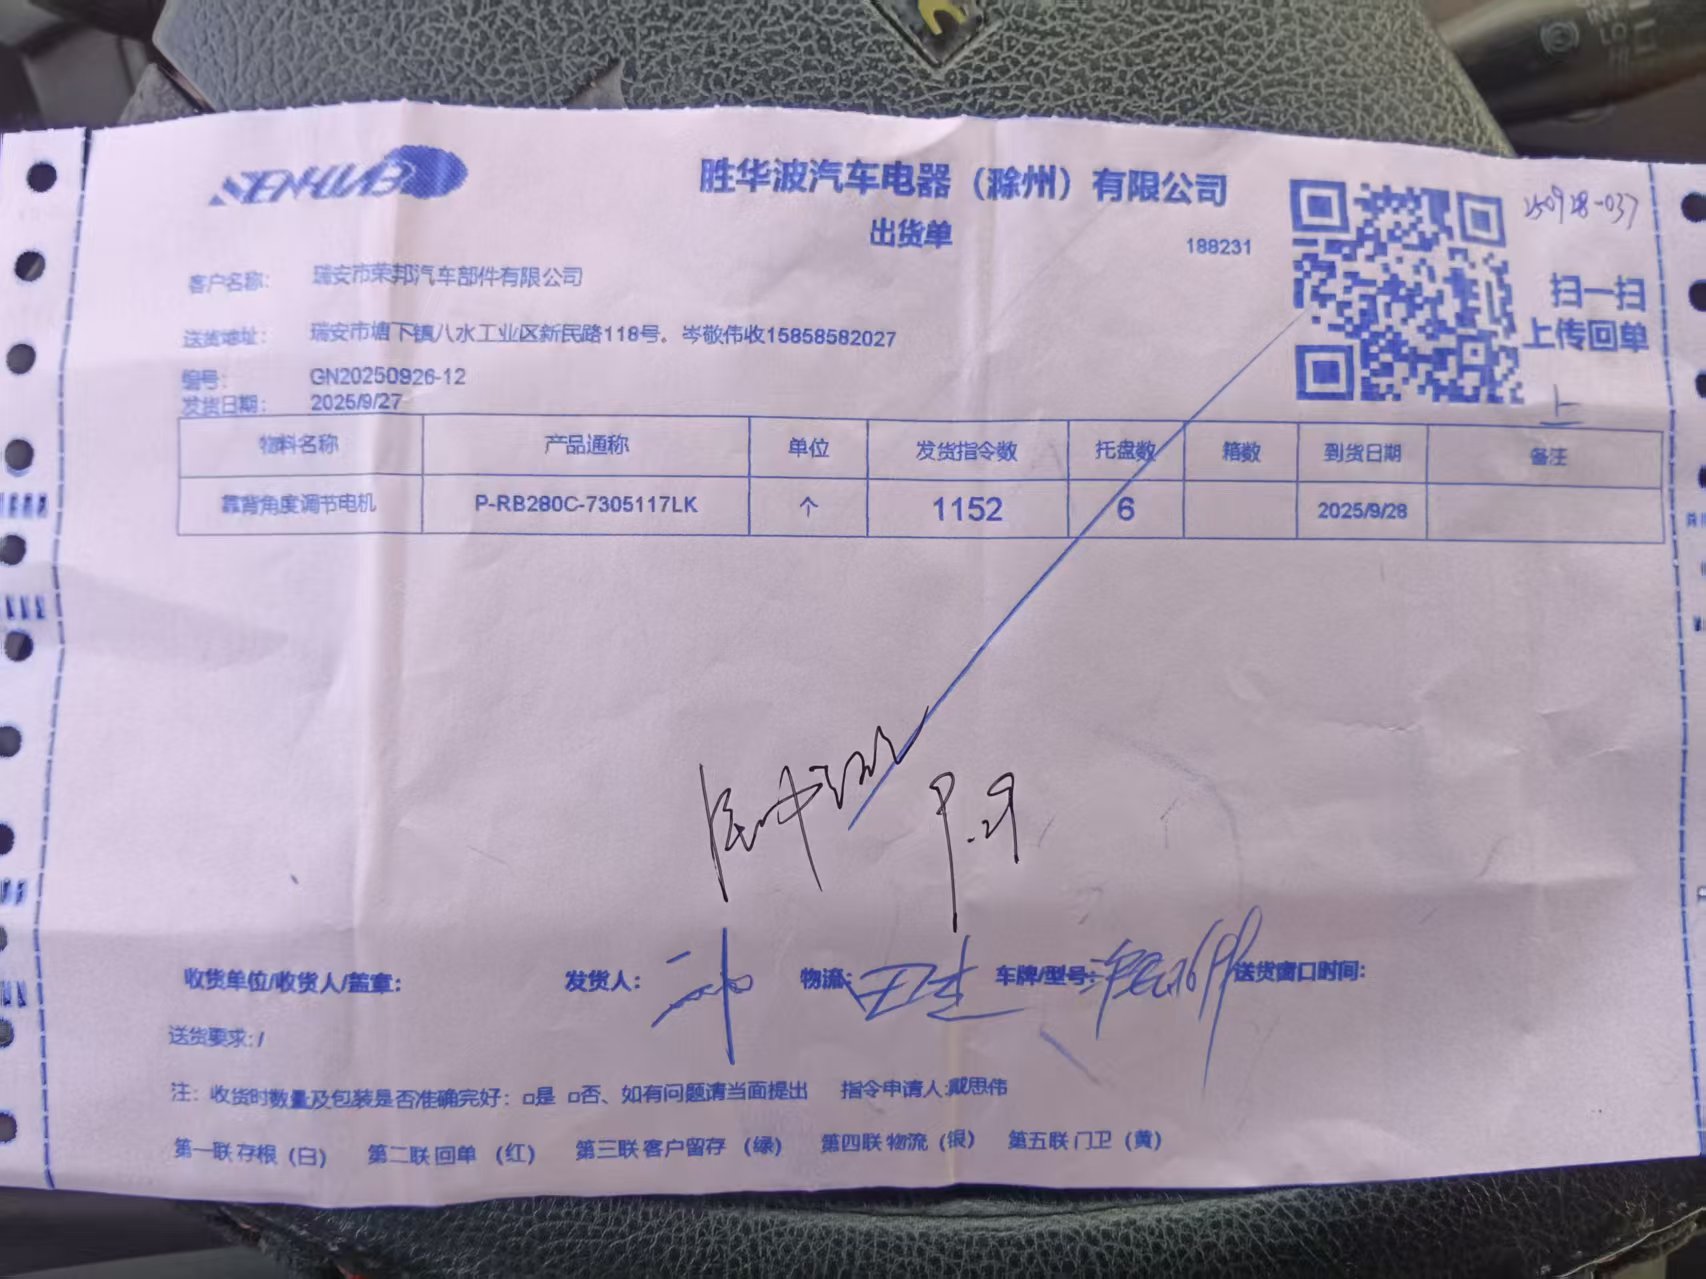 SENHUABO
胜华波汽车电器（滁州）有限公司
出货单
188231
250928-037
扫一扫
上传回单
上
客户名称： 瑞安市荣邦汽车部件有限公司
送货地址： 瑞安市塘下镇八水工业区新民路118号。岑敬伟收15858582027
编号： GN20250926-12
发货日期： 2025/9/27
物料名称 产品通称 单位 发货指令数 托盘数 箱数 到货日期 备注
靠背角度调节电机 P-RB280C-7305117LK 个 1152 6 2025/9/28
9.29
收货单位/收货人/盖章： 发货人： 物流： 车牌/型号： 送货窗口时间：
送货要求：/
注：收货时数量及包装是否准确完好：□是 □否、如有问题请当面提出 指令申请人:戴思伟
第一联 存根（白） 第二联 回单（红） 第三联 客户留存（绿） 第四联 物流（银） 第五联 门卫（黄）